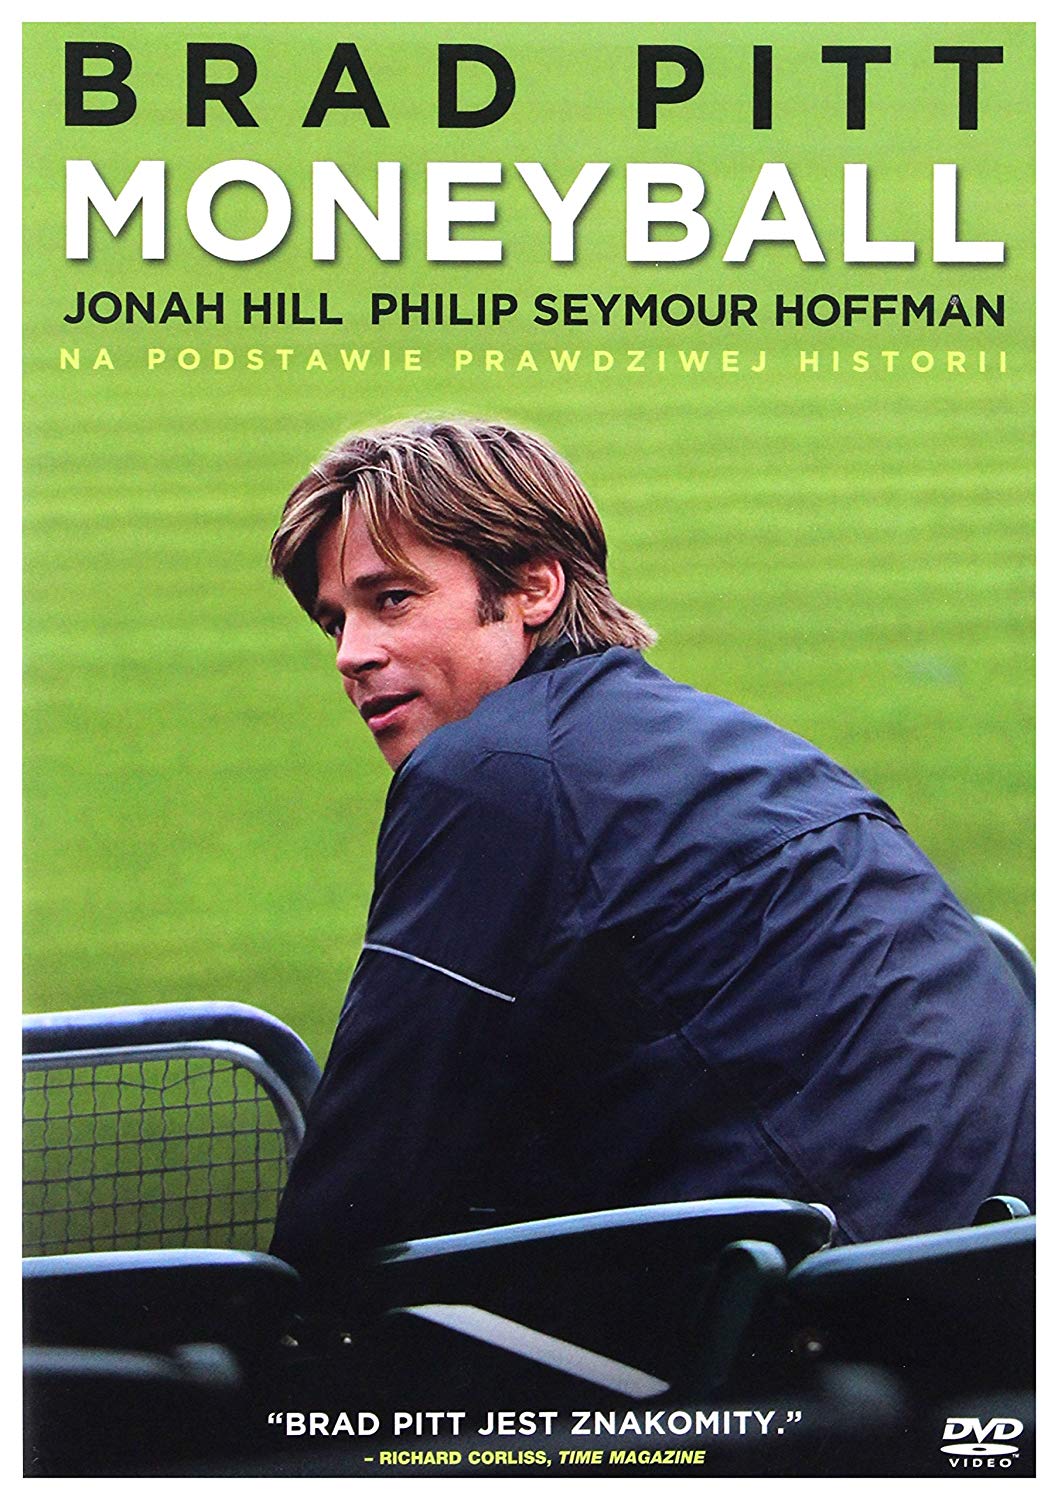 BRAD PITT
MONEYBALL
JONAH HILL PHILIP SEYMOUR HOFFMAN
NA PODSTAWIE PRAWDZIWEJ HISTORII
“BRAD PITT JEST ZNAKOMITY.”
– RICHARD CORLISS, TIME MAGAZINE
DVD
VIDEO™